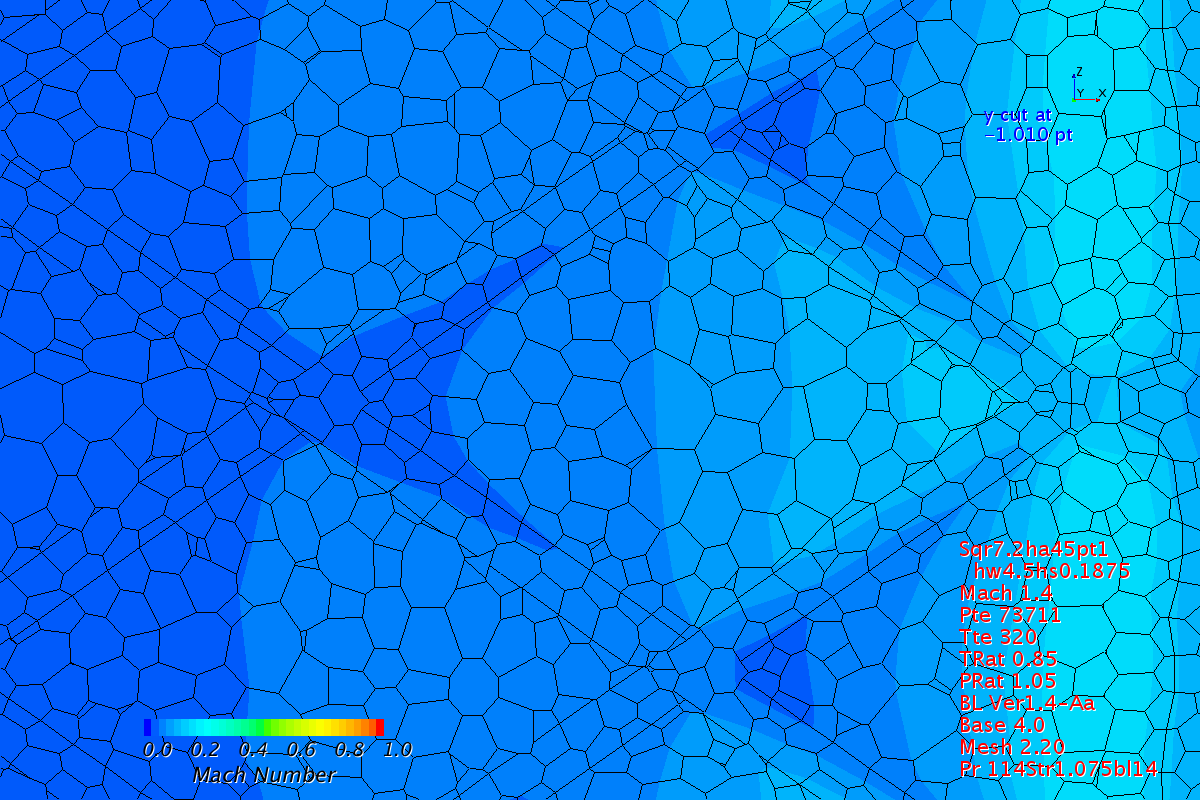 Z
Y X
y cut at
-1.010 pt
Sqr7.2ha45pt1
hw4.5hs0.1875
Mach 1.4
Pte 73711
Tte 320
TRat 0.85
PRat 1.05
BL Ver1.4-Aa
Base 4.0
Mesh 2.20
Pr 114Str1.075bl14
0.0 0.2 0.4 0.6 0.8 1.0
Mach Number